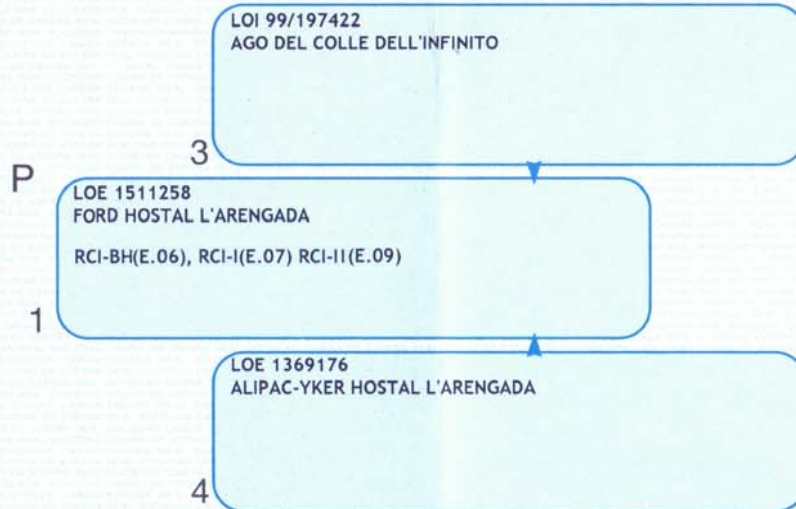 LOI 99/197422
AGO DEL COLLE DELL'INFINITO
3
P
LOE 1511258
FORD HOSTAL L'ARENGADA
RCI-BH(E.06), RCI-I(E.07) RCI-II(E.09)
1
LOE 1369176
ALIPAC-YKER HOSTAL L'ARENGADA
4